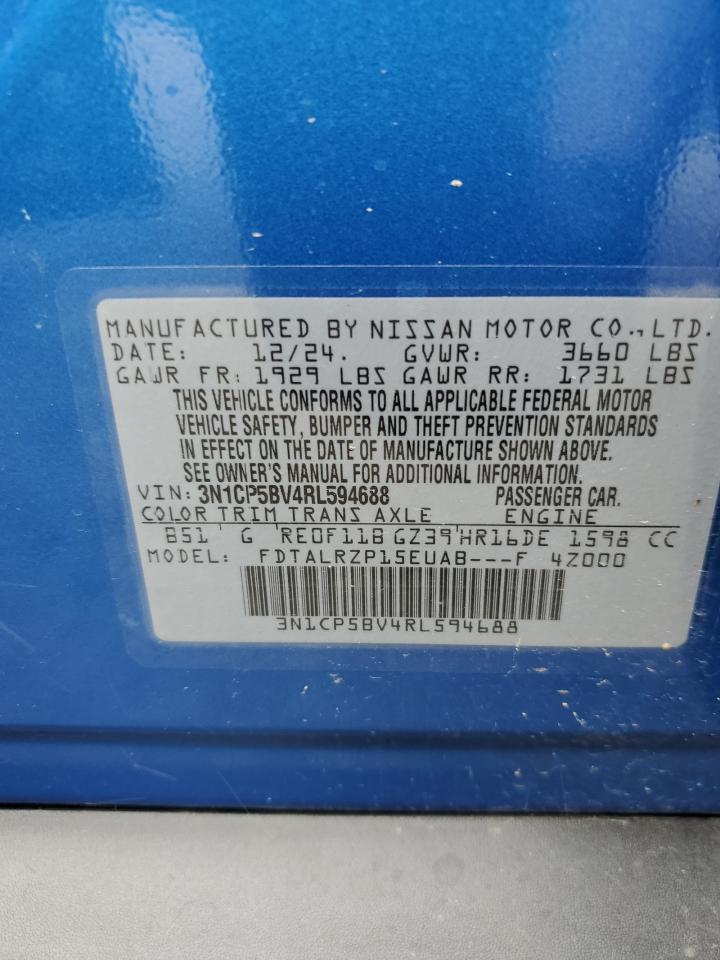 MANUFACTURED BY NISSAN MOTOR CO., LTD.
DATE: 12/24. GVWR: 3660 LBS
GAWR FR: 1929 LBS GAWR RR: 1731 LBS
THIS VEHICLE CONFORMS TO ALL APPLICABLE FEDERAL MOTOR
VEHICLE SAFETY, BUMPER AND THEFT PREVENTION STANDARDS
IN EFFECT ON THE DATE OF MANUFACTURE SHOWN ABOVE.
SEE OWNER'S MANUAL FOR ADDITIONAL INFORMATION.
VIN: 3N1CP5BV4RL594688 PASSENGER CAR.
COLOR TRIM TRANS AXLE ENGINE
B51 G RE0F11B GZ39 HR16DE 1598 CC
MODEL: FDTALRZP15EUAB---F 4Z000
3N1CP5BV4RL594688